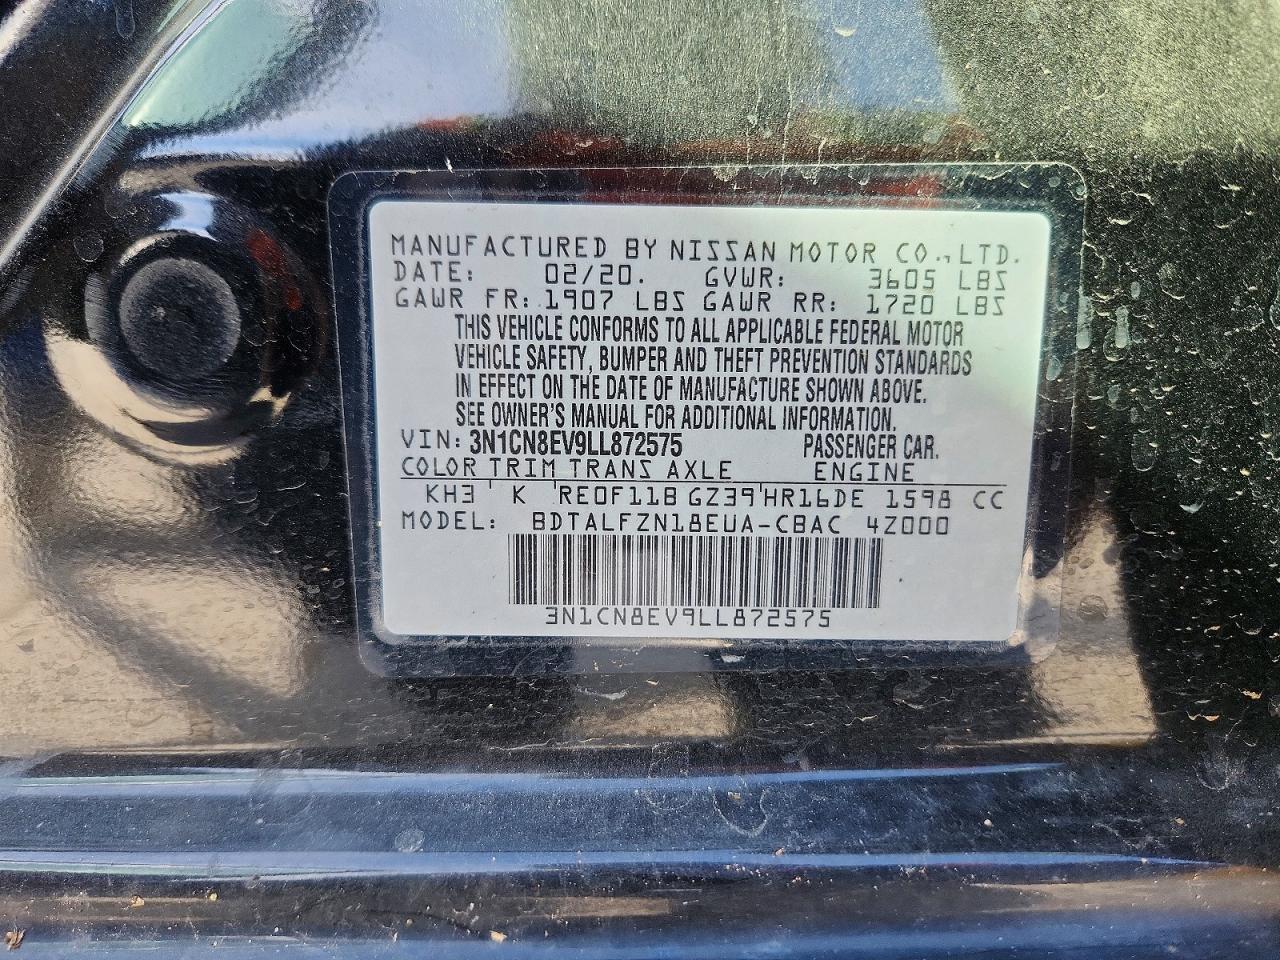 MANUFACTURED BY NISSAN MOTOR CO., LTD.
DATE: 02/20. GVWR: 3605 LBS
GAWR FR: 1907 LBS GAWR RR: 1720 LBS
THIS VEHICLE CONFORMS TO ALL APPLICABLE FEDERAL MOTOR
VEHICLE SAFETY, BUMPER AND THEFT PREVENTION STANDARDS
IN EFFECT ON THE DATE OF MANUFACTURE SHOWN ABOVE.
SEE OWNER'S MANUAL FOR ADDITIONAL INFORMATION.
VIN: 3N1CN8EV9LL872575 PASSENGER CAR.
COLOR TRIM TRANS AXLE ENGINE
KH3 K RE0F11B GZ39 HR16DE 1598 CC
MODEL: BDTALFZN18EUA-CBAC 4Z000
3N1CN8EV9LL872575